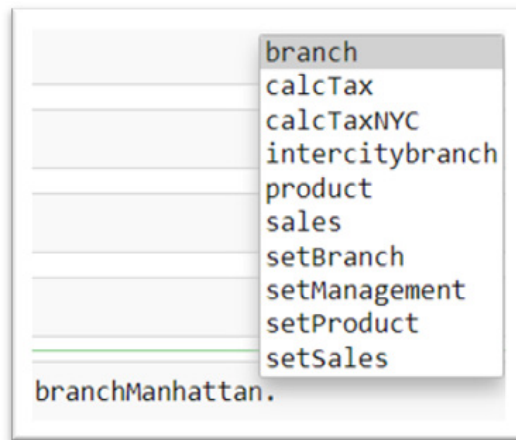 branch
calcTax
calcTaxNYC
intercitybranch
product
sales
setBranch
setManagement
setProduct
setSales
branchManhattan.